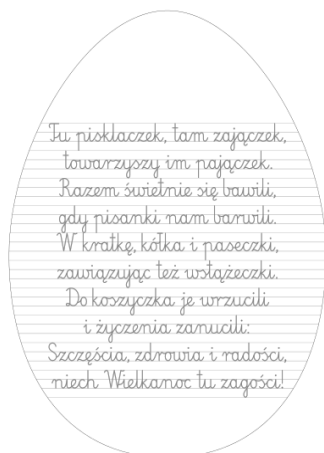 Tu pisklaczek, tam zajączek,
towarzyszy im pajączek.
Razem świetnie się bawili,
gdy pisanki nam barwili.
W kratkę, kółka i paseczki,
zawiązując też wstążeczki.
Do koszyczka je wrzucili
i życzenia zanucili:
Szczęścia, zdrowia i radości,
niech Wielkanoc tu zagości!